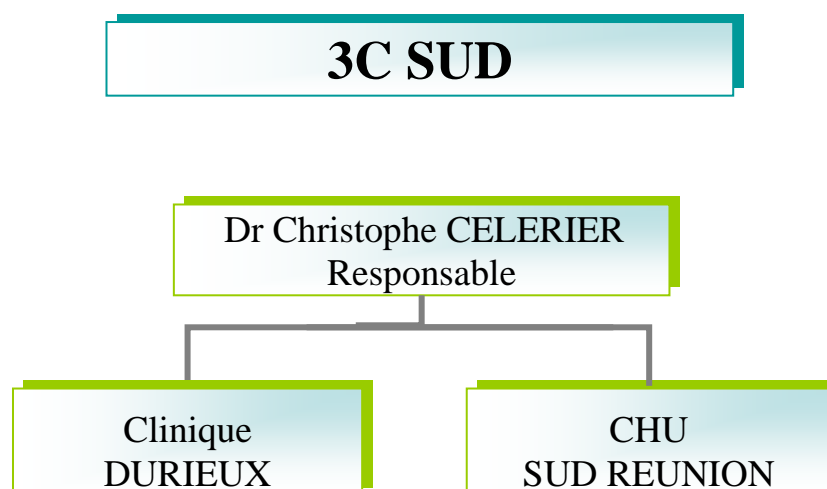 3C SUD
Dr Christophe CELERIER
Responsable
Clinique
DURIEUX
CHU
SUD REUNION